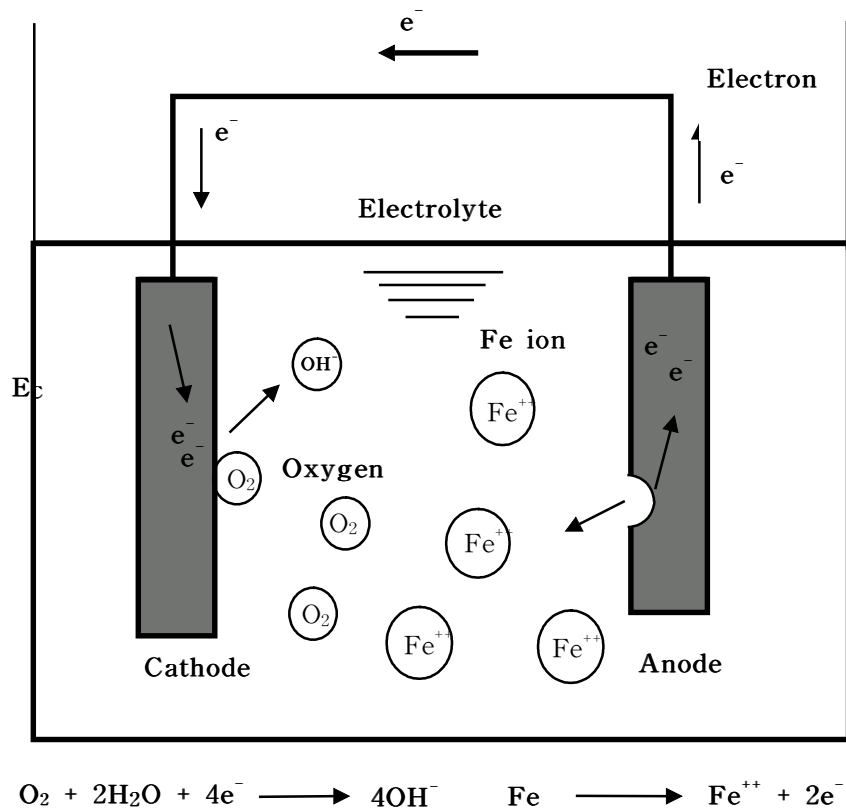 e⁻
Electron
e⁻
e⁻
Electrolyte
Fe ion
e⁻
e⁻
OH⁻
Ec
Fe⁺⁺
e⁻
e⁻
O₂
Oxygen
O₂
Fe⁺⁺
O₂
Fe⁺⁺
Fe⁺⁺
Cathode
Anode
O₂ + 2H₂O + 4e⁻ ⟶ 4OH⁻ Fe ⟶ Fe⁺⁺ + 2e⁻